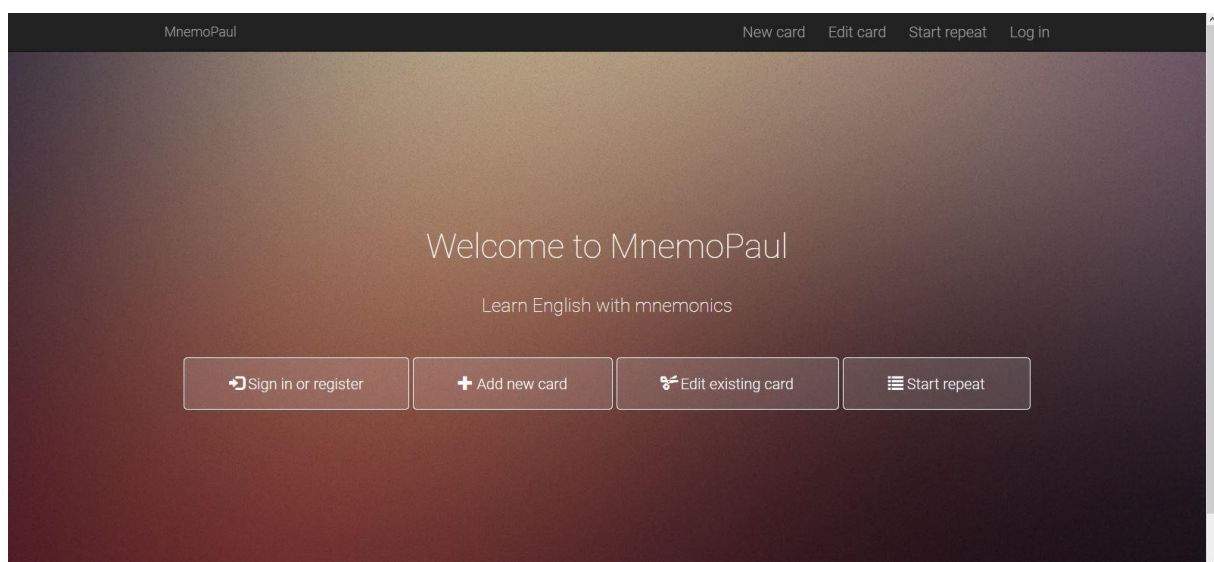 MnemoPaul New card Edit card Start repeat Log in
Welcome to MnemoPaul
Learn English with mnemonics
Sign in or register Add new card Edit existing card Start repeat